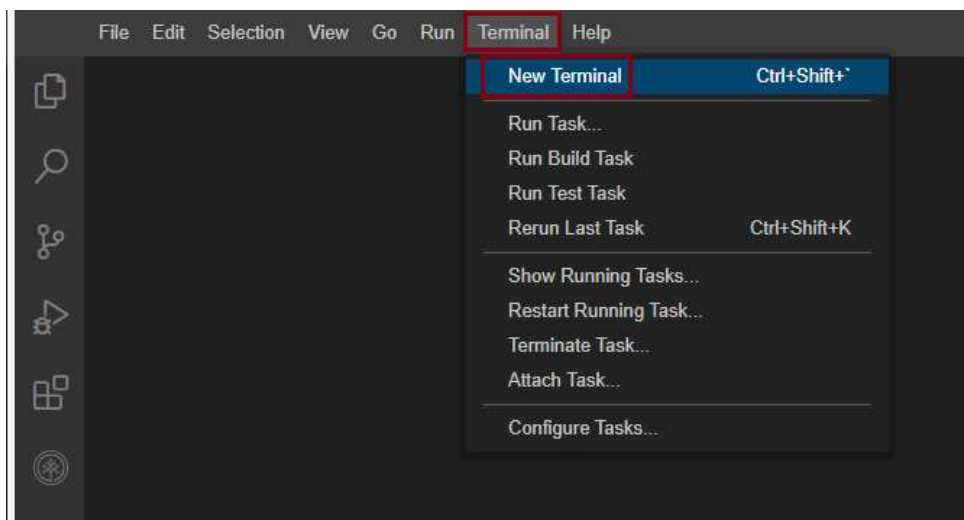 File Edit Selection View Go Run Terminal Help
New Terminal Ctrl+Shift+`
Run Task...
Run Build Task
Run Test Task
Rerun Last Task Ctrl+Shift+K
Show Running Tasks...
Restart Running Task...
Terminate Task...
Attach Task...
Configure Tasks...